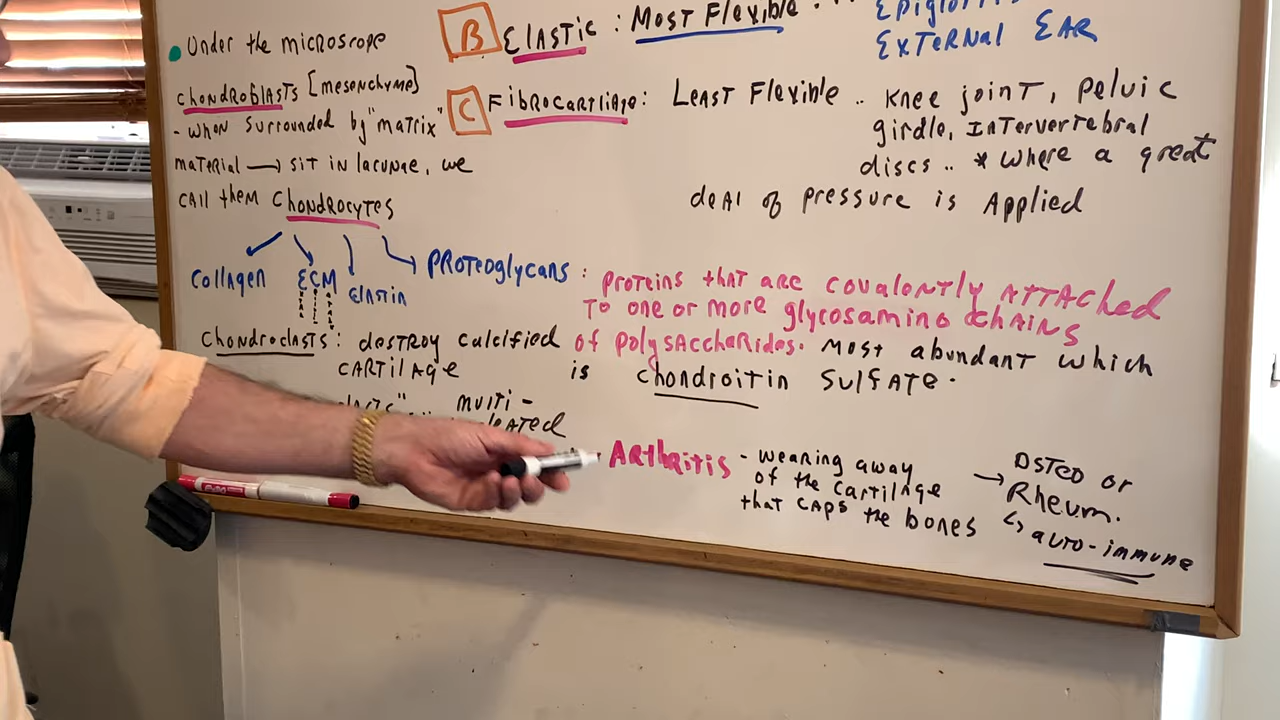 • Under the microscope
chondroblasts [mesenchyme]
- when surrounded by "matrix"
material → sit in lacunae, we
call them chondrocytes
Collagen
ECM
Elastin
Proteoglycans : proteins that are covalently attached
to one or more glycosamino chains
of polysaccharides. Most abundant which
is chondroitin sulfate.
Chondroclasts : destroy calcified
cartilage
multi-
B Elastic : Most Flexible
External Ear
C Fibrocartilage : Least Flexible .. Knee joint, pelvic
girdle, Intervertebral
discs .. * where a great
deal of pressure is Applied
Arthritis - wearing away
of the cartilage
that caps the bones
→ Osteo or
Rheum.
↳ auto-immune